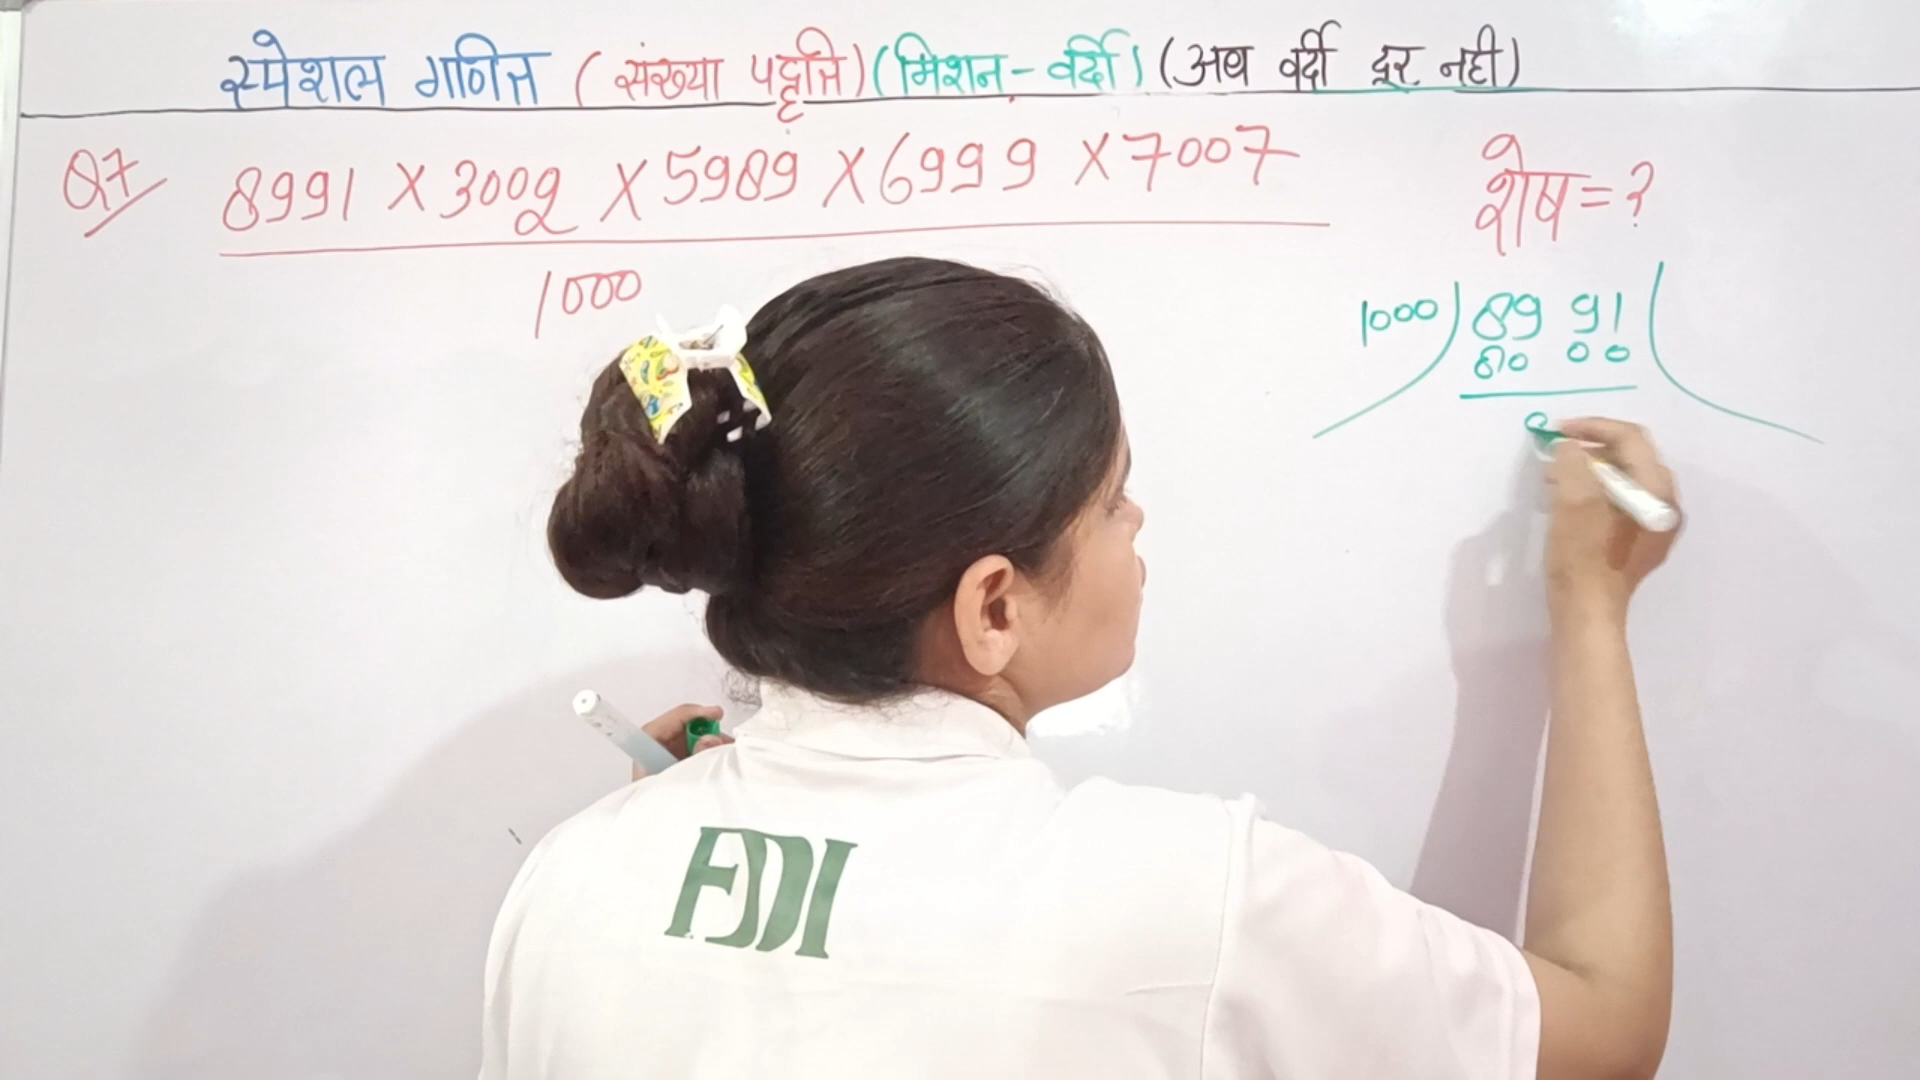 स्पेशल गणित (संख्या पद्धति) (मिशन - वर्दी) (अब वर्दी दूर नही)
Q7 8991 X 3002 X 5989 X 6999 X 7007 शेष = ?
1000
1000) 8991 (
8000
FDI